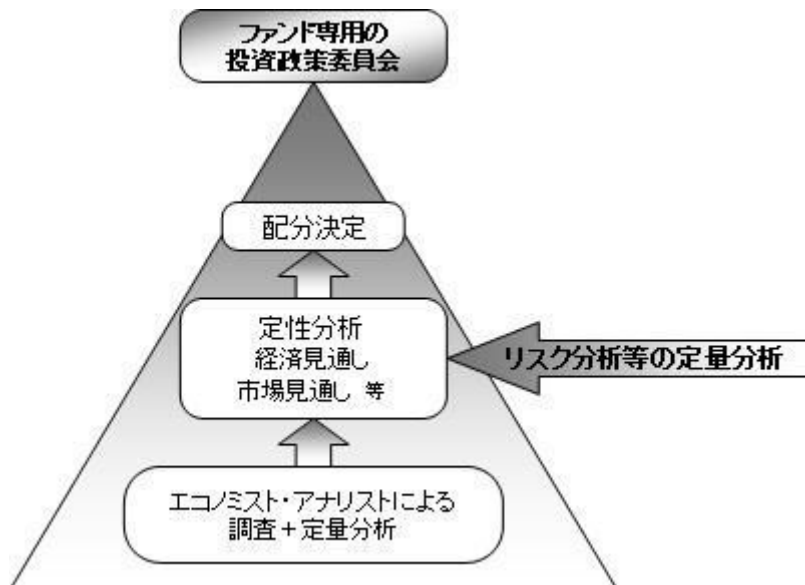 ファンド専用の
投資政策委員会
配分決定
定性分析
経済見通し
市場見通し 等
リスク分析等の定量分析
エコノミスト・アナリストによる
調査+定量分析